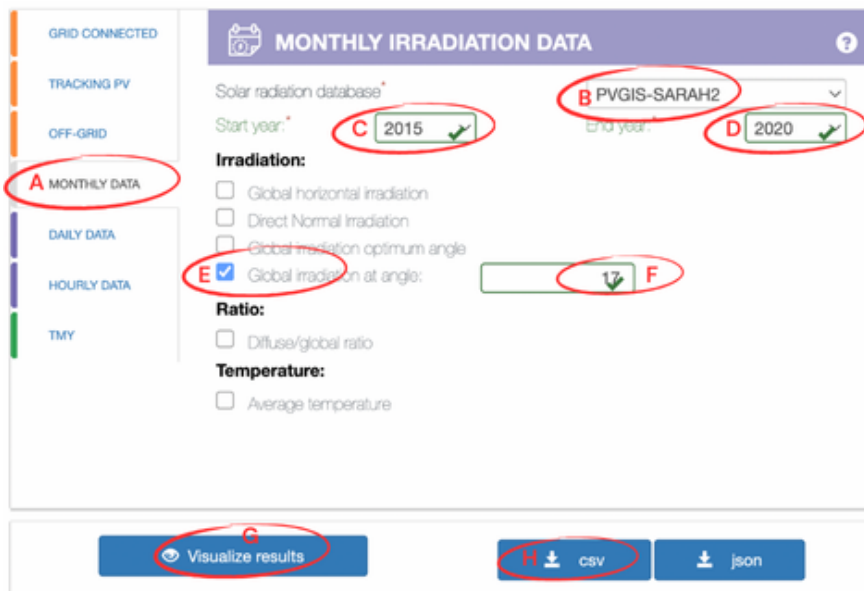 GRID CONNECTED
TRACKING PV
OFF-GRID
A MONTHLY DATA
DAILY DATA
HOURLY DATA
TMY
MONTHLY IRRADIATION DATA ?
Solar radiation database* B PVGIS-SARAH2
Start year:* C 2015 End year:* D 2020
Irradiation:
Global horizontal irradiation
Direct Normal Irradiation
Global irradiation optimum angle
E Global irradiation at angle: 17 F
Ratio:
Diffuse/global ratio
Temperature:
Average temperature
G
Visualize results H csv json